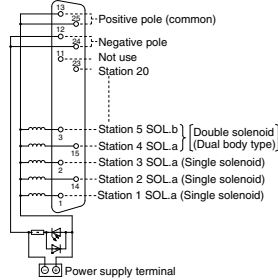 13
25
Positive pole (common)
12
24
Negative pole
11
Not use
23
Station 20
Station 5 SOL.b
3
Station 4 SOL.a
15
[Double solenoid
(Dual body type)]
Station 3 SOL.a (Single solenoid)
2
Station 2 SOL.a (Single solenoid)
14
Station 1 SOL.a (Single solenoid)
1
Power supply terminal